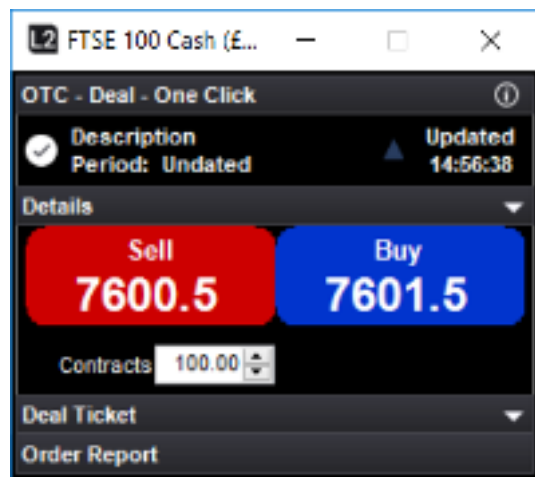 L2 FTSE 100 Cash (£...
OTC - Deal - One Click
Description
Period: Undated
Updated
14:56:38
Details
Sell
7600.5
Buy
7601.5
Contracts 100.00
Deal Ticket
Order Report